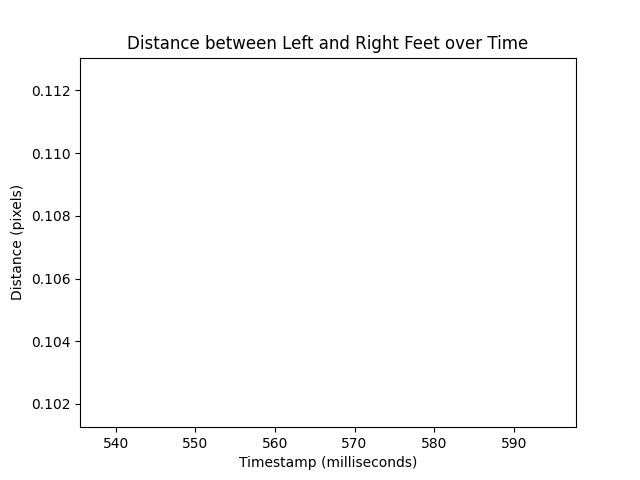 Distance between Left and Right Feet over Time
0.112
0.110
0.108
0.106
0.104
0.102
Distance (pixels)
540 550 560 570 580 590
Timestamp (milliseconds)